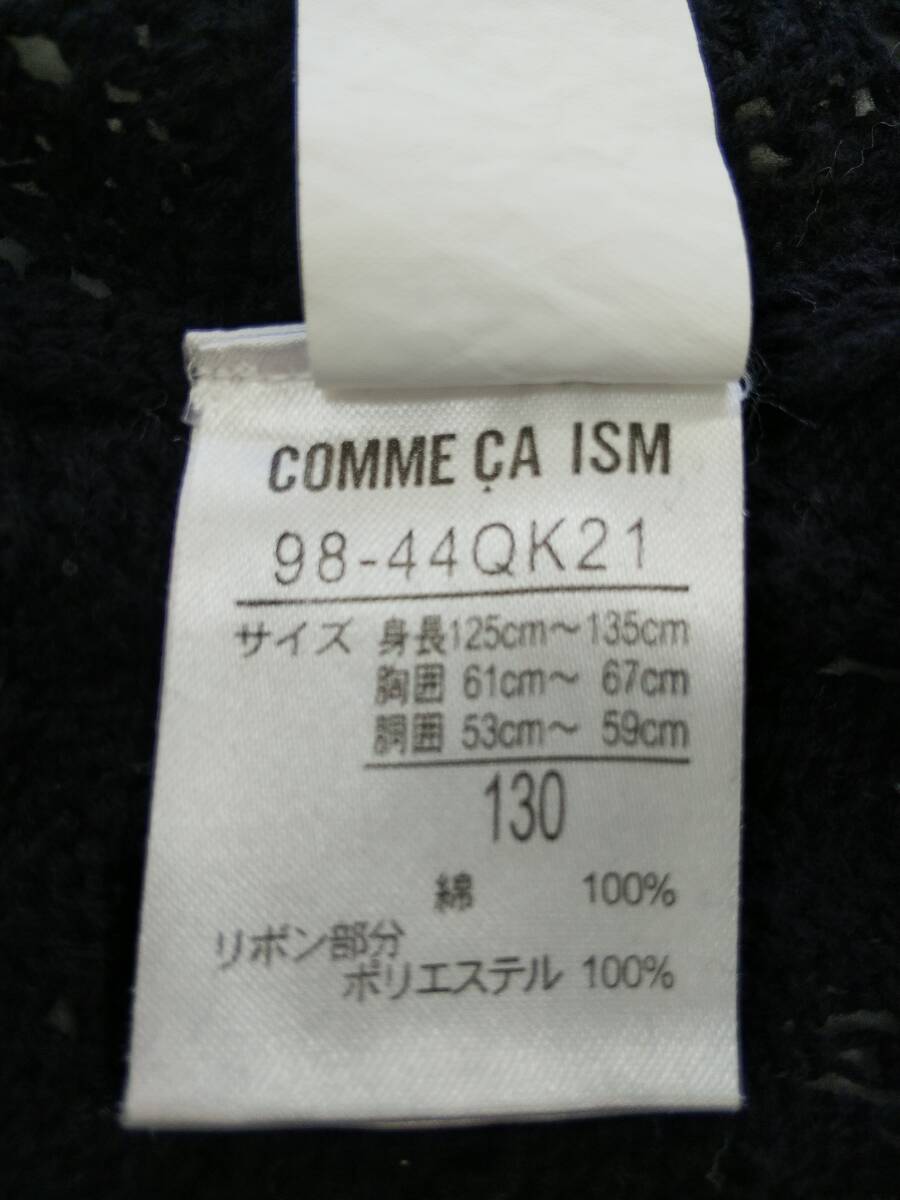 COMME ÇA ISM
98-44QK21
サイズ 身長125cm〜135cm
胸囲 61cm〜 67cm
胴囲 53cm〜 59cm
130
綿 100%
リボン部分
ポリエステル 100%